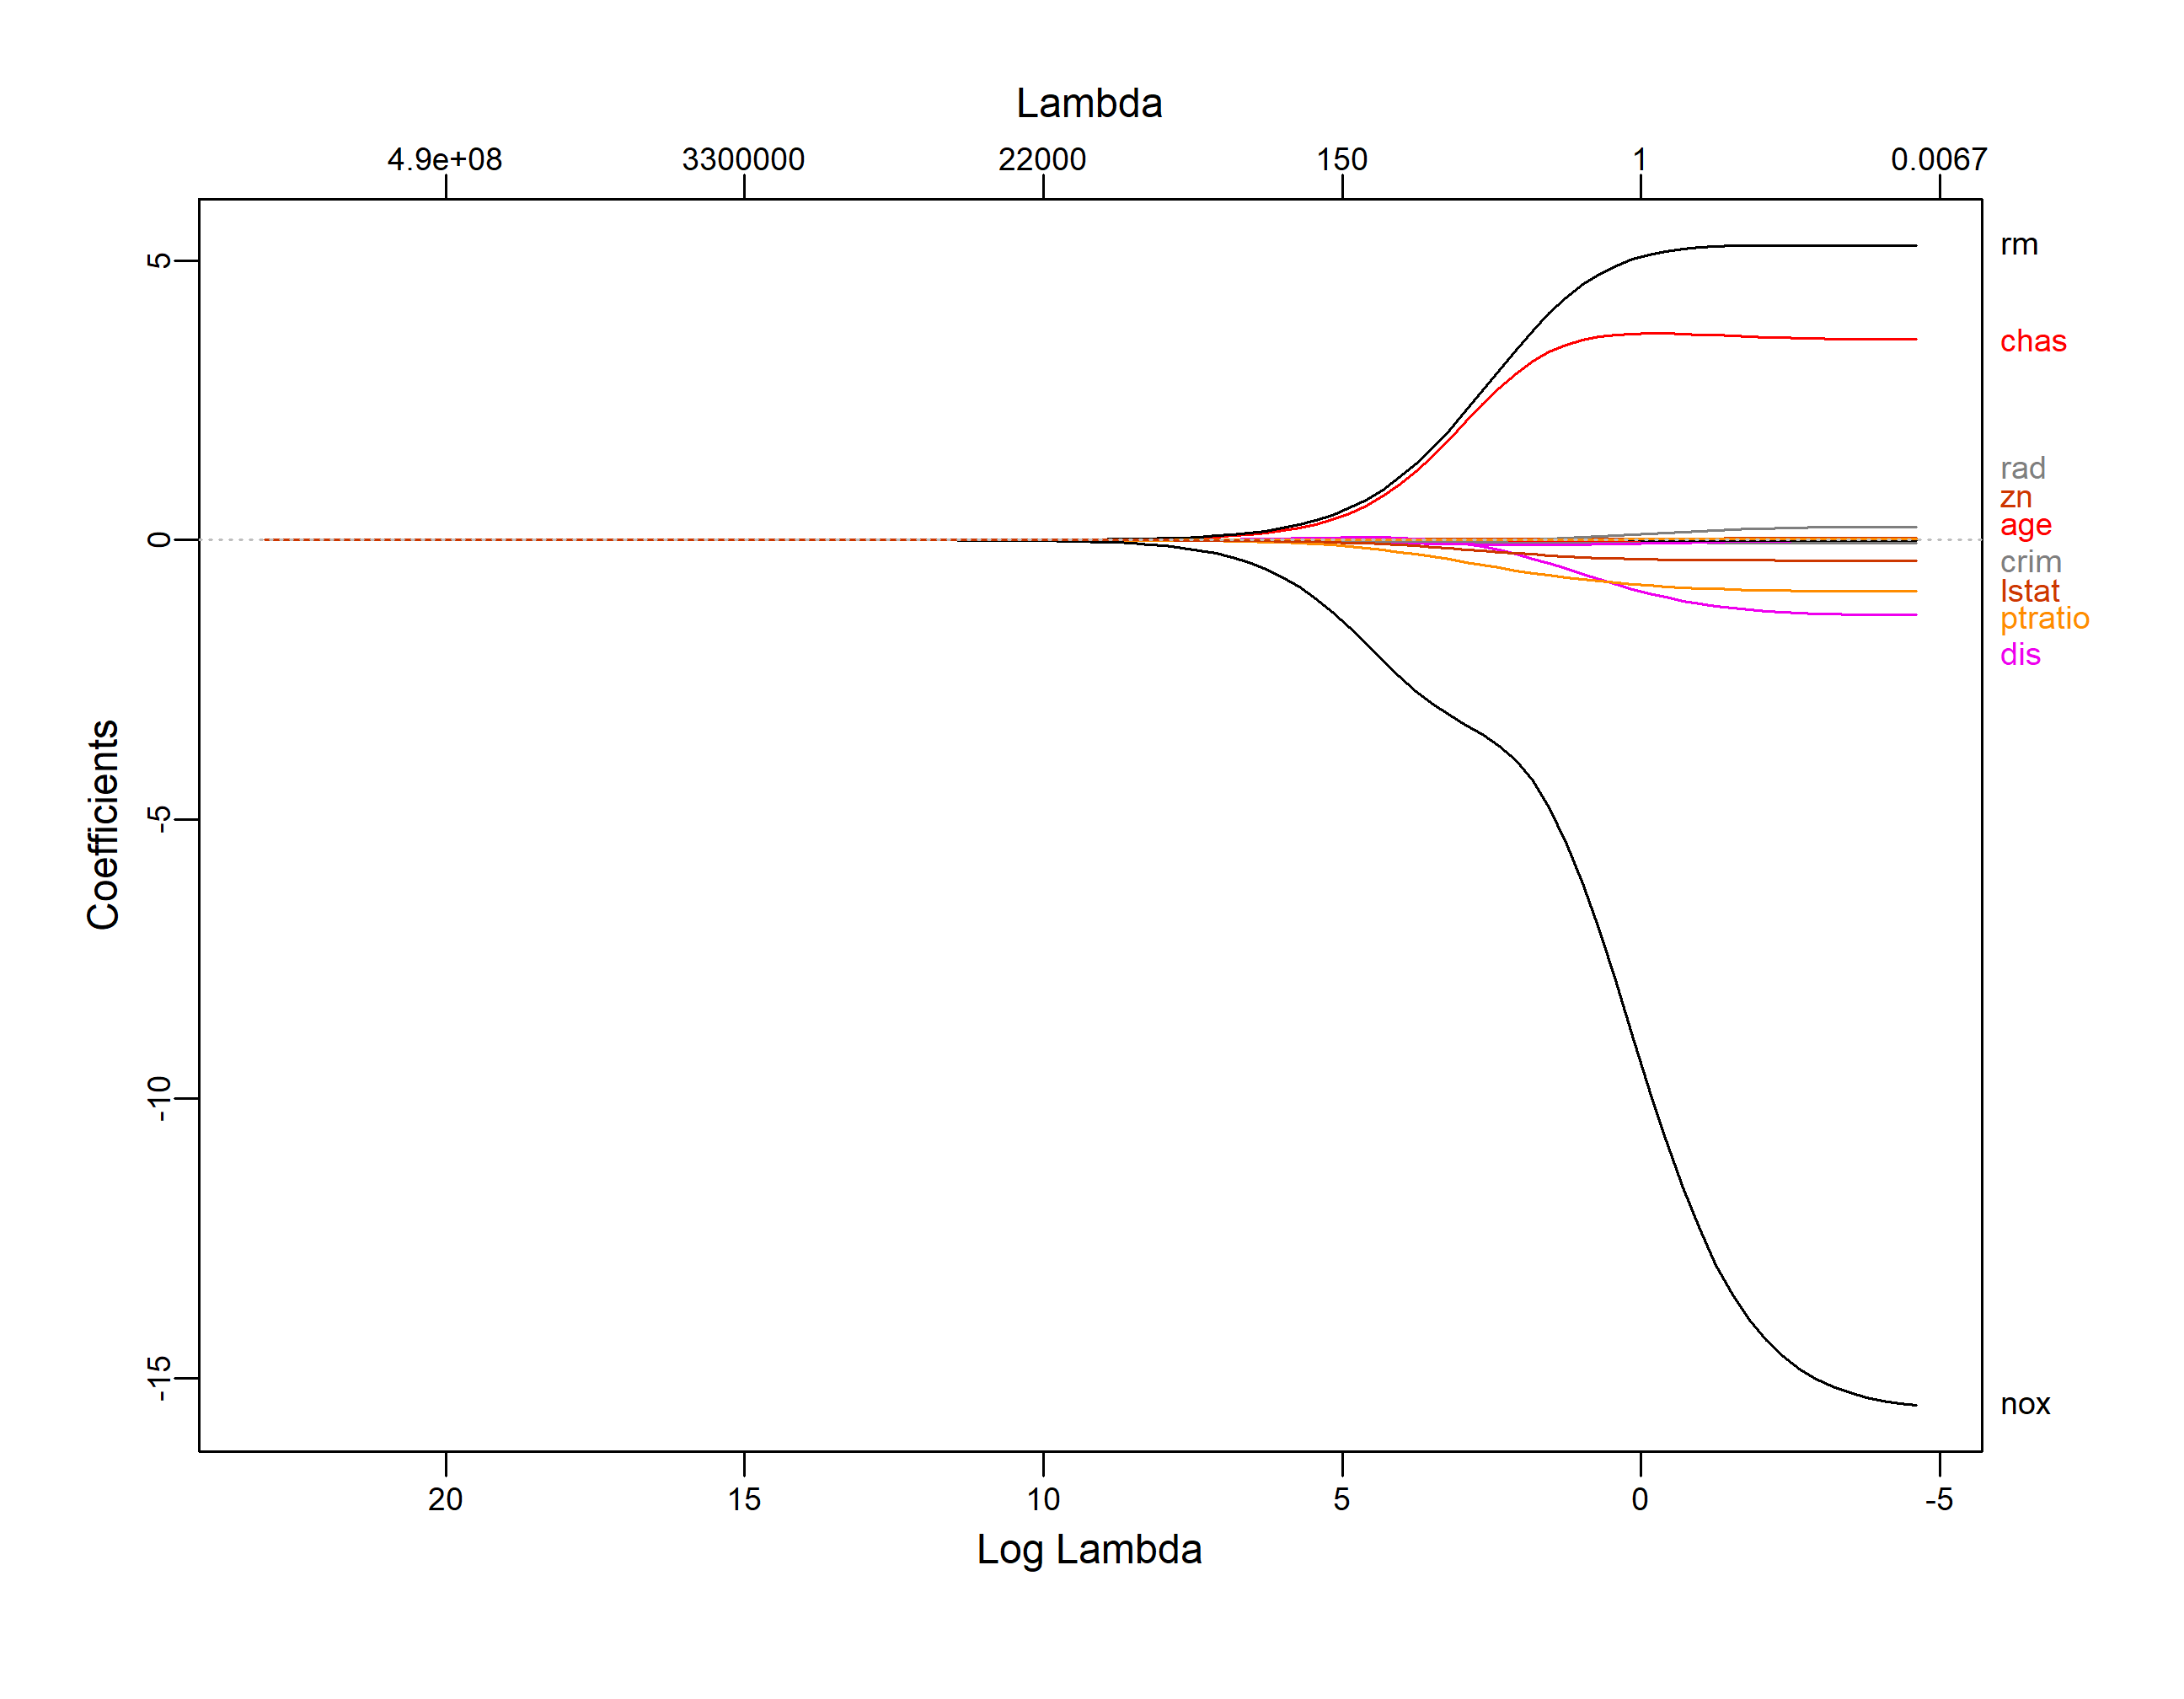 Lambda
4.9e+08 3300000 22000 150 1 0.0067
5
0
-5
-10
-15
Coefficients
rm
chas
rad
zn
age
crim
lstat
ptratio
dis
nox
20 15 10 5 0 -5
Log Lambda